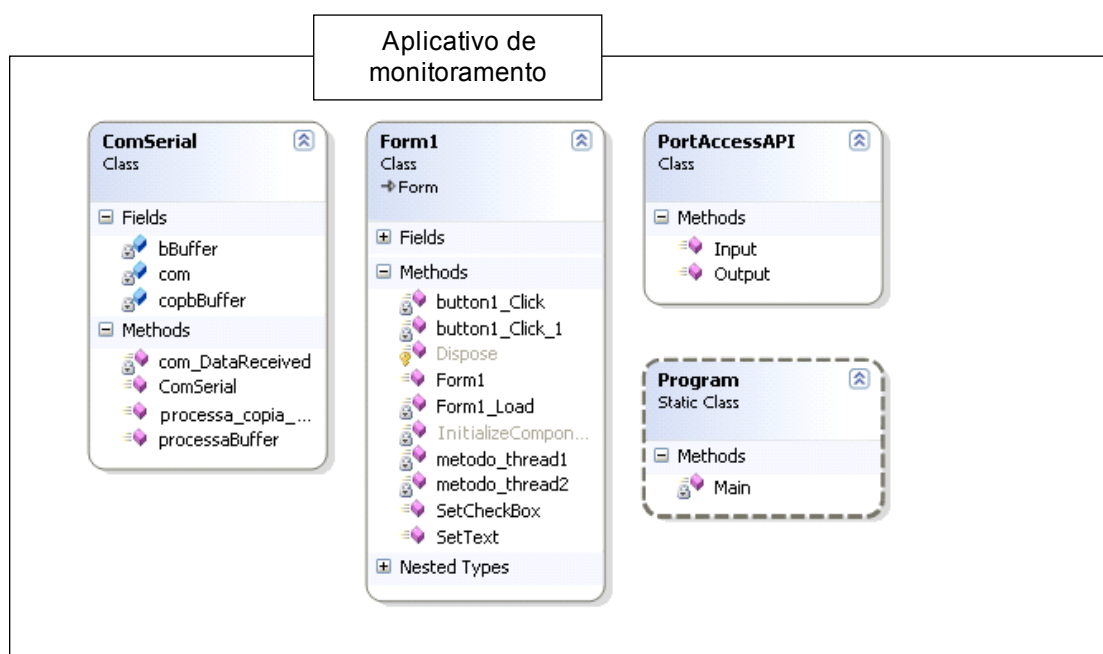 Aplicativo de
monitoramento
ComSerial
Class
Fields
bBuffer
com
copbBuffer
Methods
com_DataReceived
ComSerial
processa_copia_...
processaBuffer
Form1
Class
Form
Fields
Methods
button1_Click
button1_Click_1
Dispose
Form1
Form1_Load
InitializeCompon...
metodo_thread1
metodo_thread2
SetCheckBox
SetText
Nested Types
PortAccessAPI
Class
Methods
Input
Output
Program
Static Class
Methods
Main